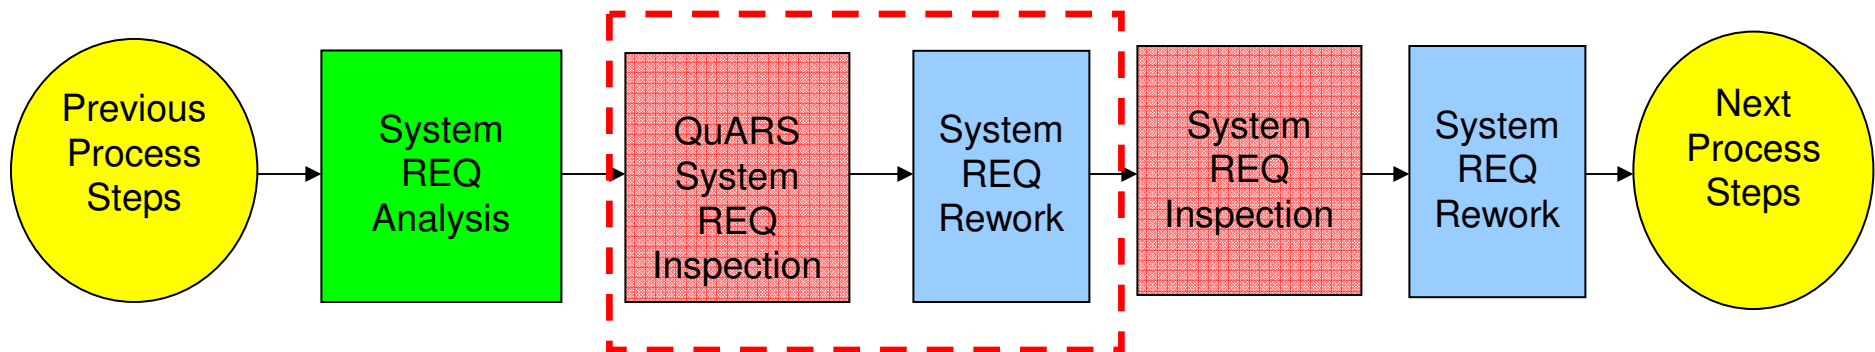 Previous
Process
Steps
System
REQ
Analysis
QuARS
System
REQ
Inspection
System
REQ
Rework
System
REQ
Inspection
System
REQ
Rework
Next
Process
Steps